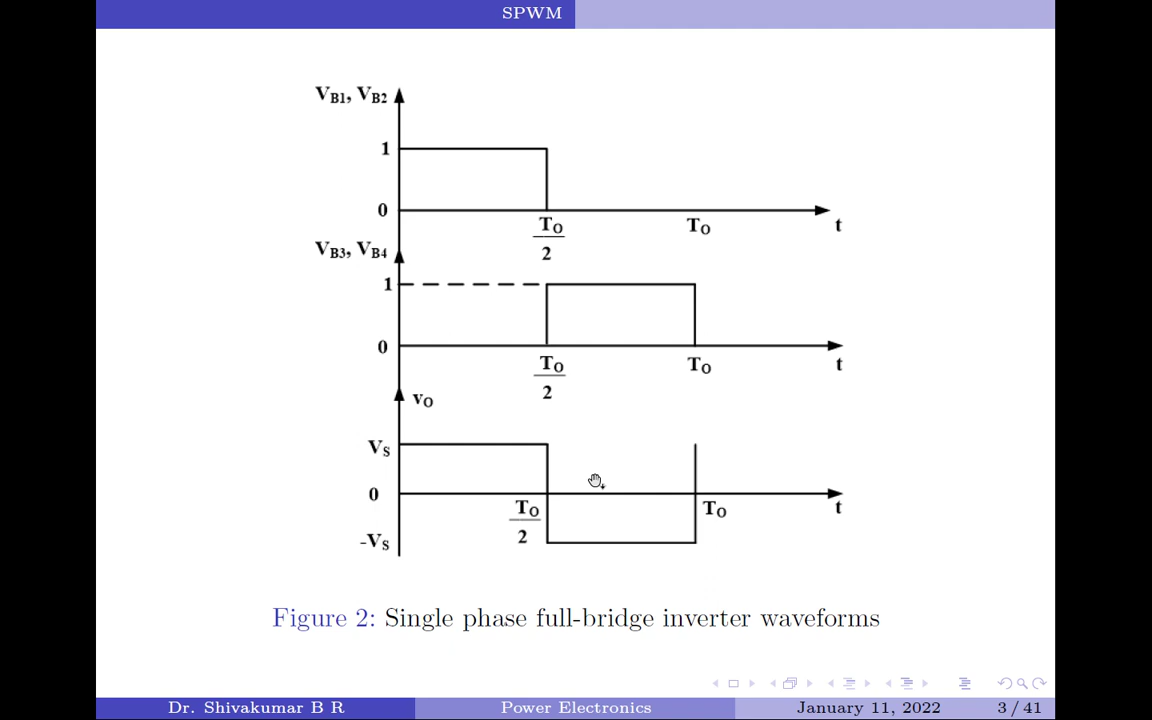 SPWM
VB1, VB2
1
0
TO
2
TO
t
VB3, VB4
1
0
TO
2
TO
t
vO
VS
0
TO
2
TO
t
-VS
Figure 2: Single phase full-bridge inverter waveforms
Dr. Shivakumar B R
Power Electronics
January 11, 2022
3 / 41